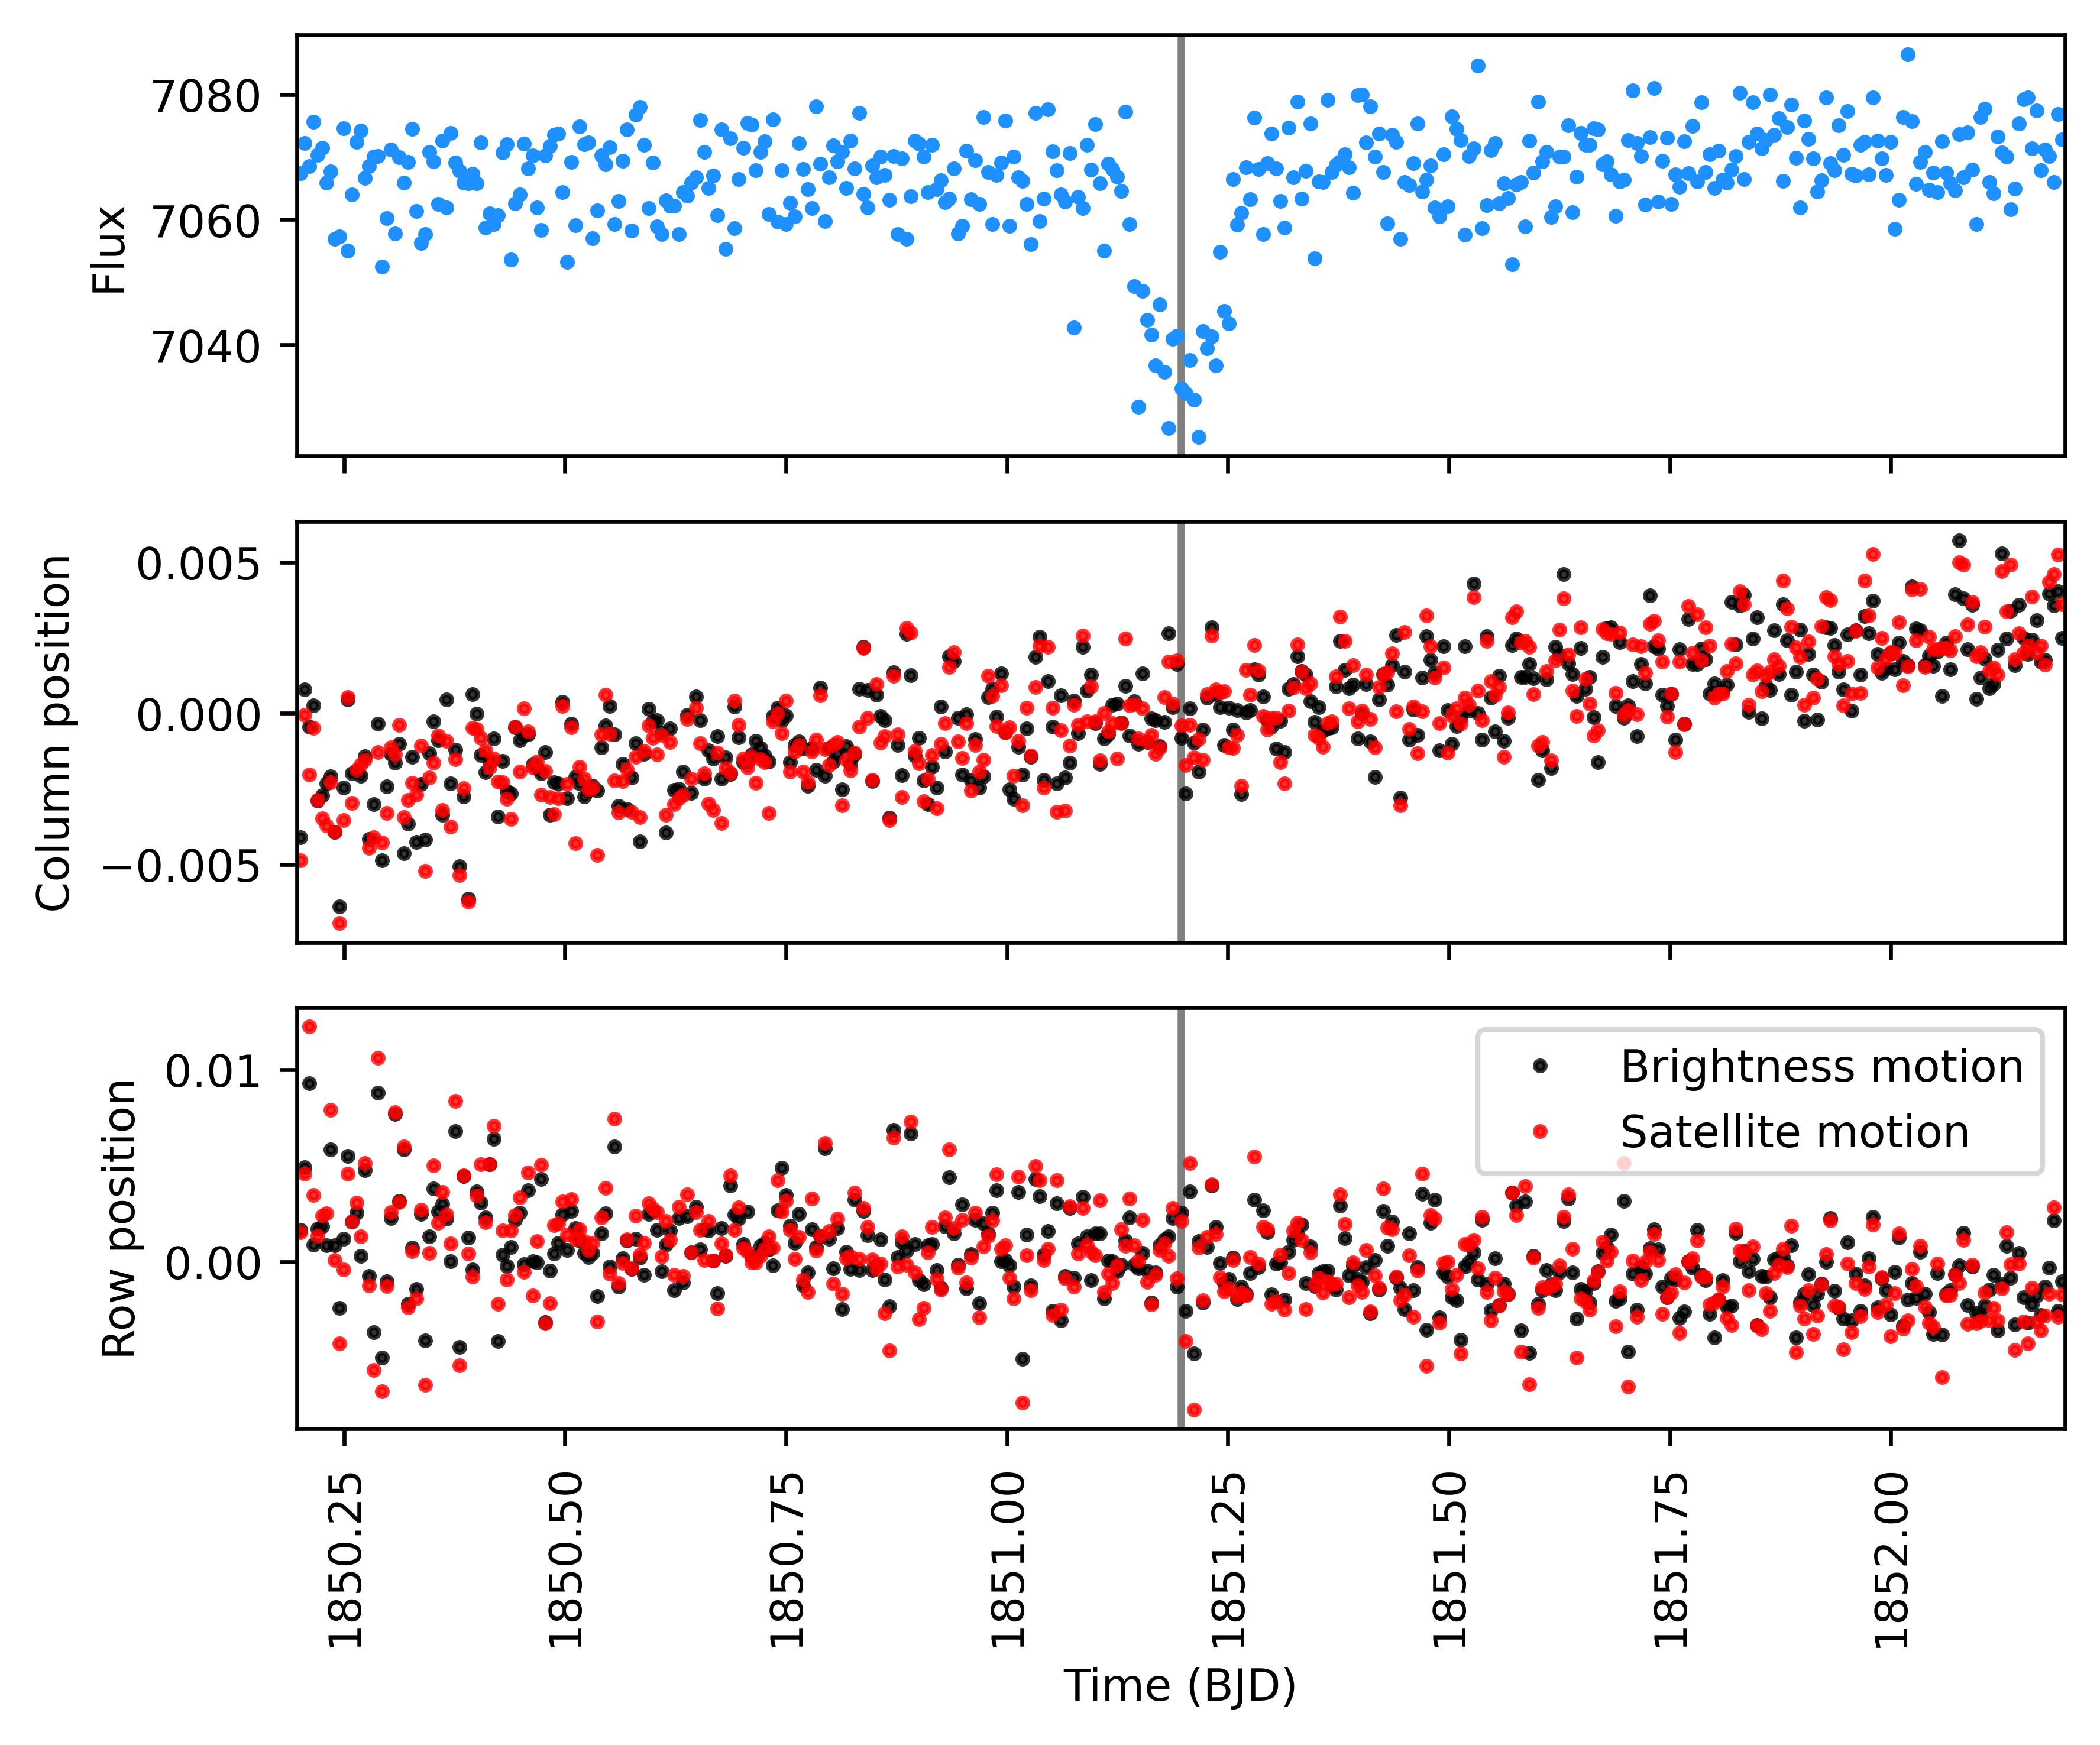 7080
7060
7040
Flux
0.005
0.000
−0.005
Column position
0.01
0.00
Row position
Brightness motion
Satellite motion
1850.25
1850.50
1850.75
1851.00
1851.25
1851.50
1851.75
1852.00
Time (BJD)